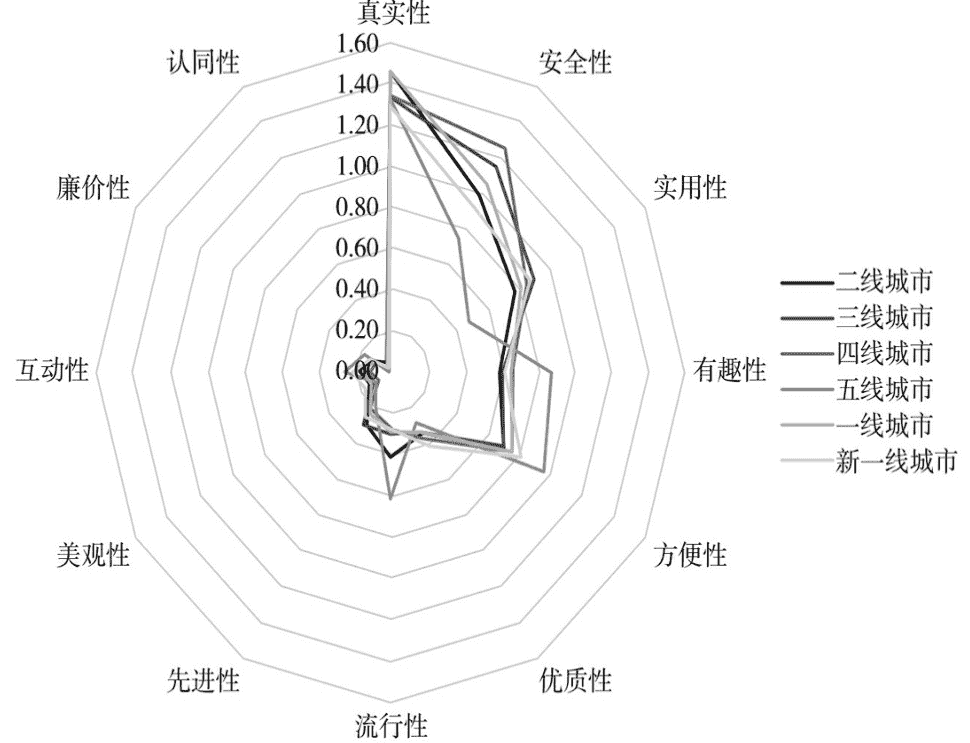 真实性
1.60
认同性
安全性
1.40
1.20
1.00
廉价性
实用性
0.80
0.60
0.40
0.20
互动性
0.00
有趣性
二线城市
三线城市
四线城市
五线城市
一线城市
新一线城市
美观性
方便性
先进性
优质性
流行性